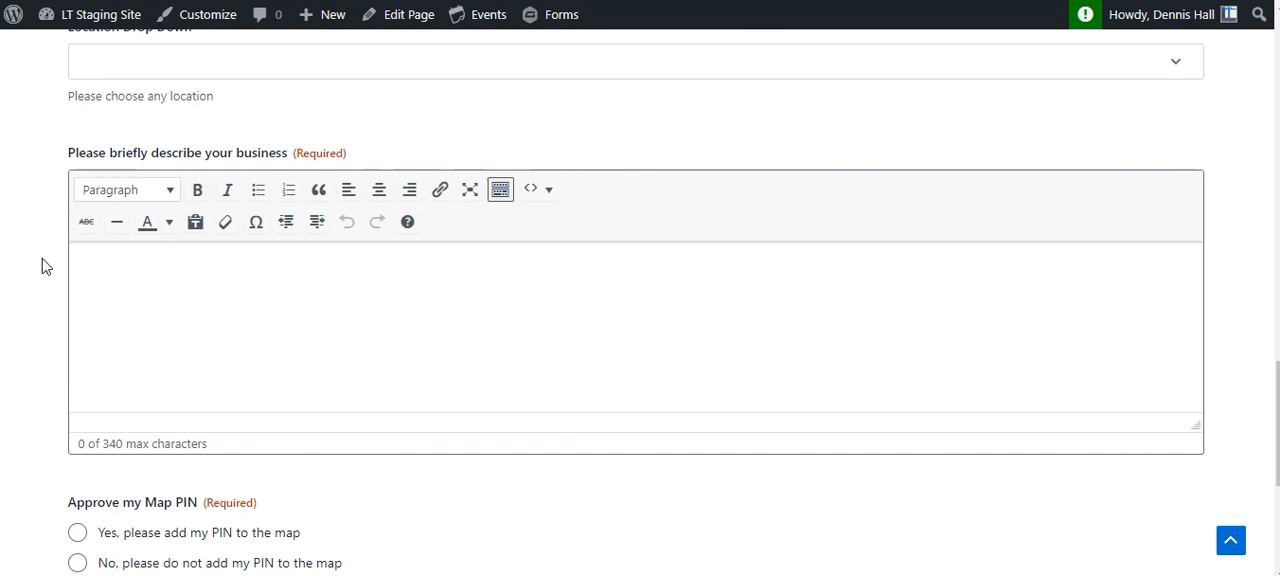 LT Staging Site Customize 0 New Edit Page Events Forms ! Howdy, Dennis Hall
Location Drop Down
Please choose any location
Please briefly describe your business (Required)
Paragraph B I
ABC A Ω
0 of 340 max characters
Approve my Map PIN (Required)
Yes, please add my PIN to the map
No, please do not add my PIN to the map